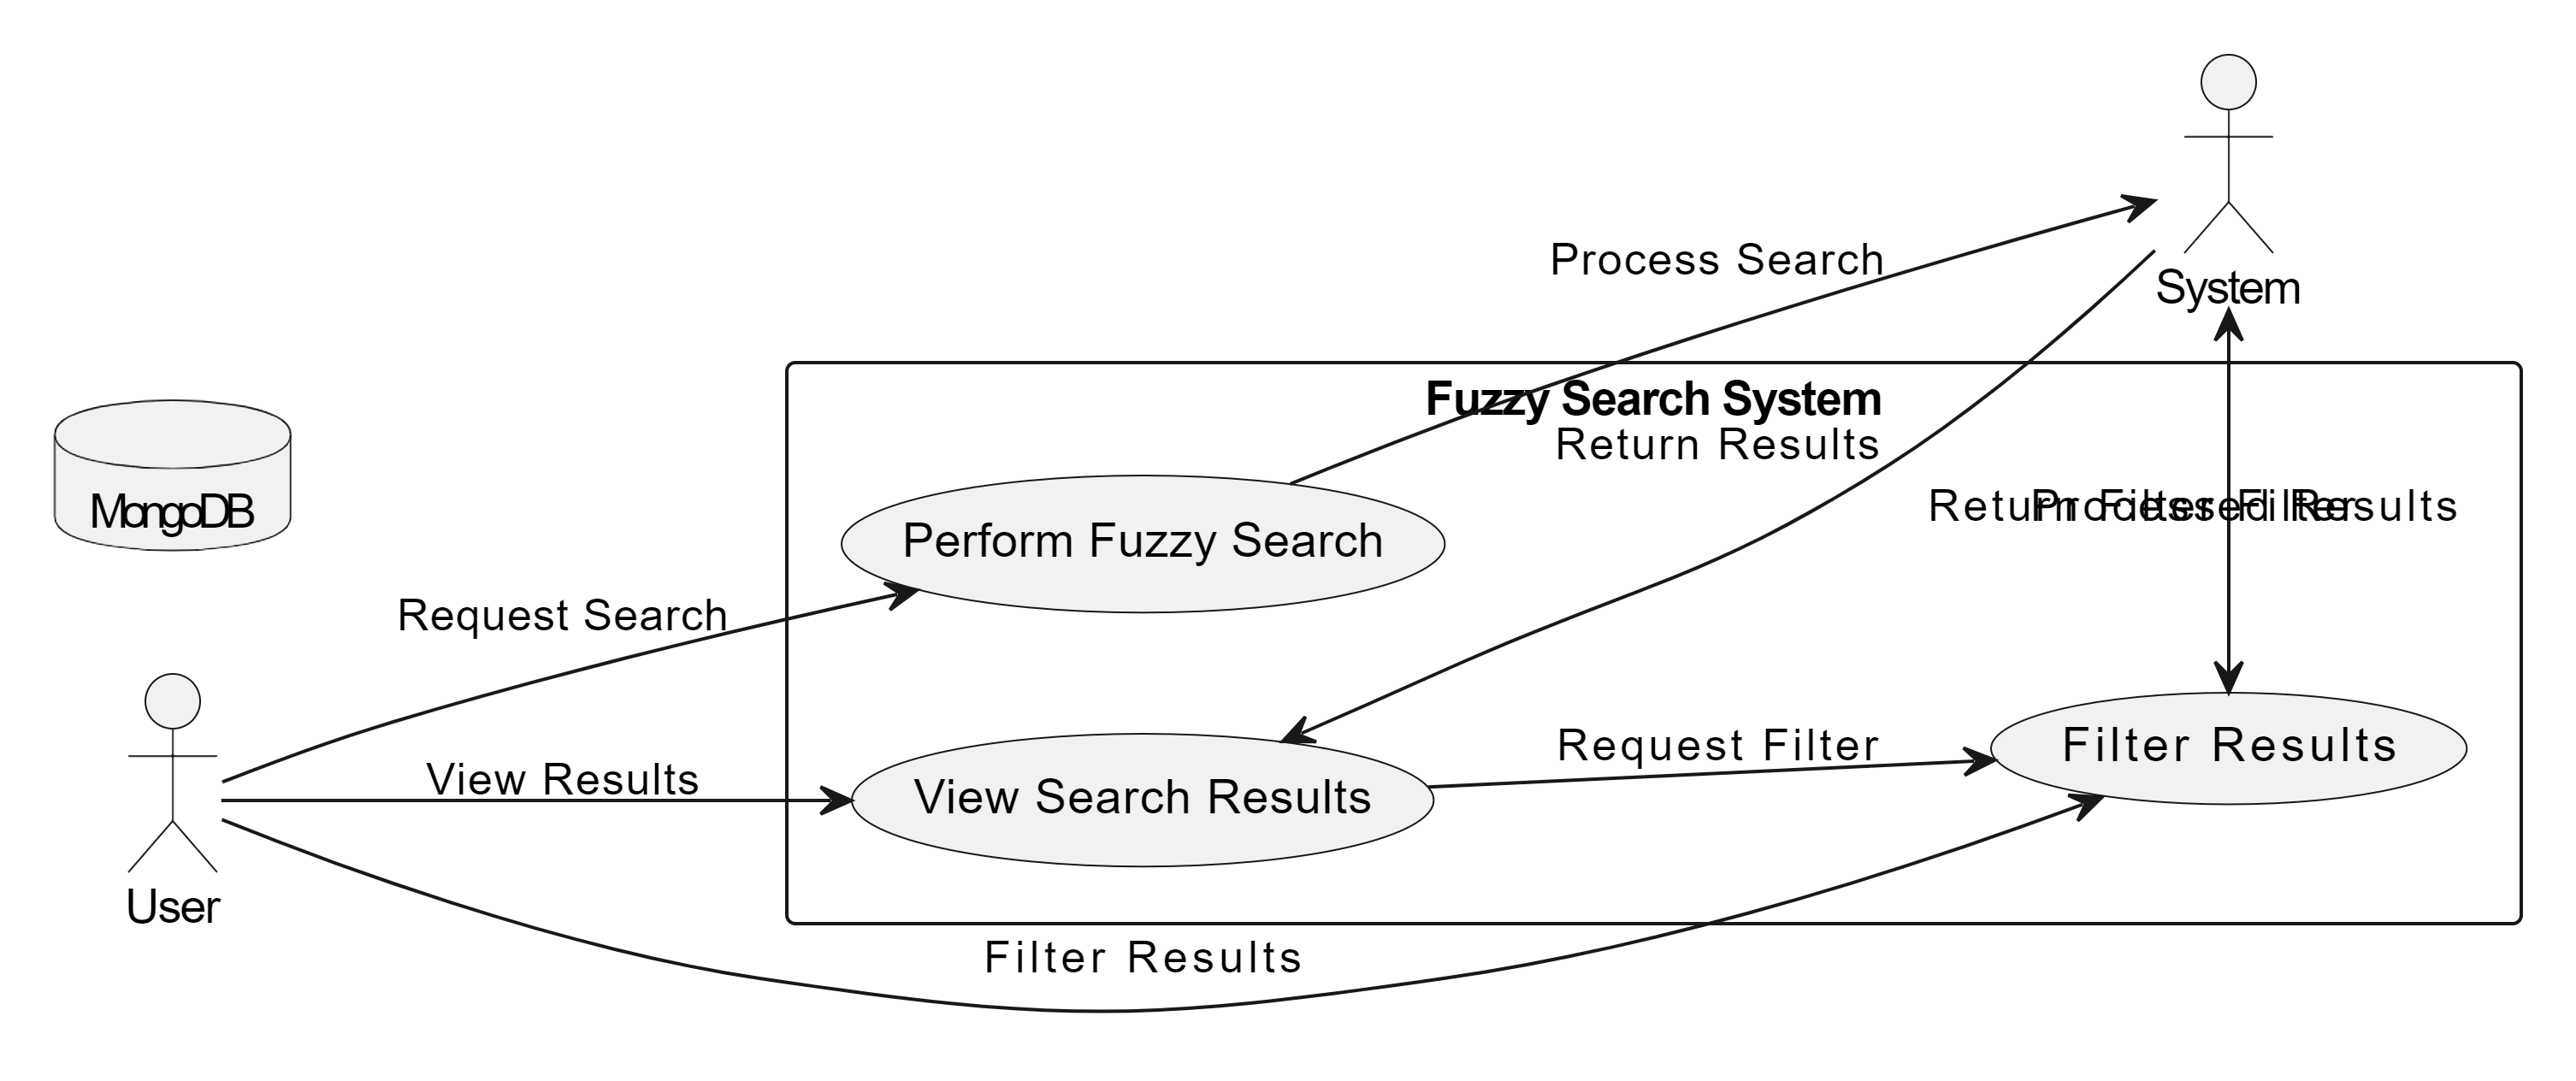 Process Search
System
Fuzzy Search System
Return Results
MongoDB
Return Filtered Results
Process Filter
Perform Fuzzy Search
Request Search
Request Filter
Filter Results
View Results
View Search Results
User
Filter Results